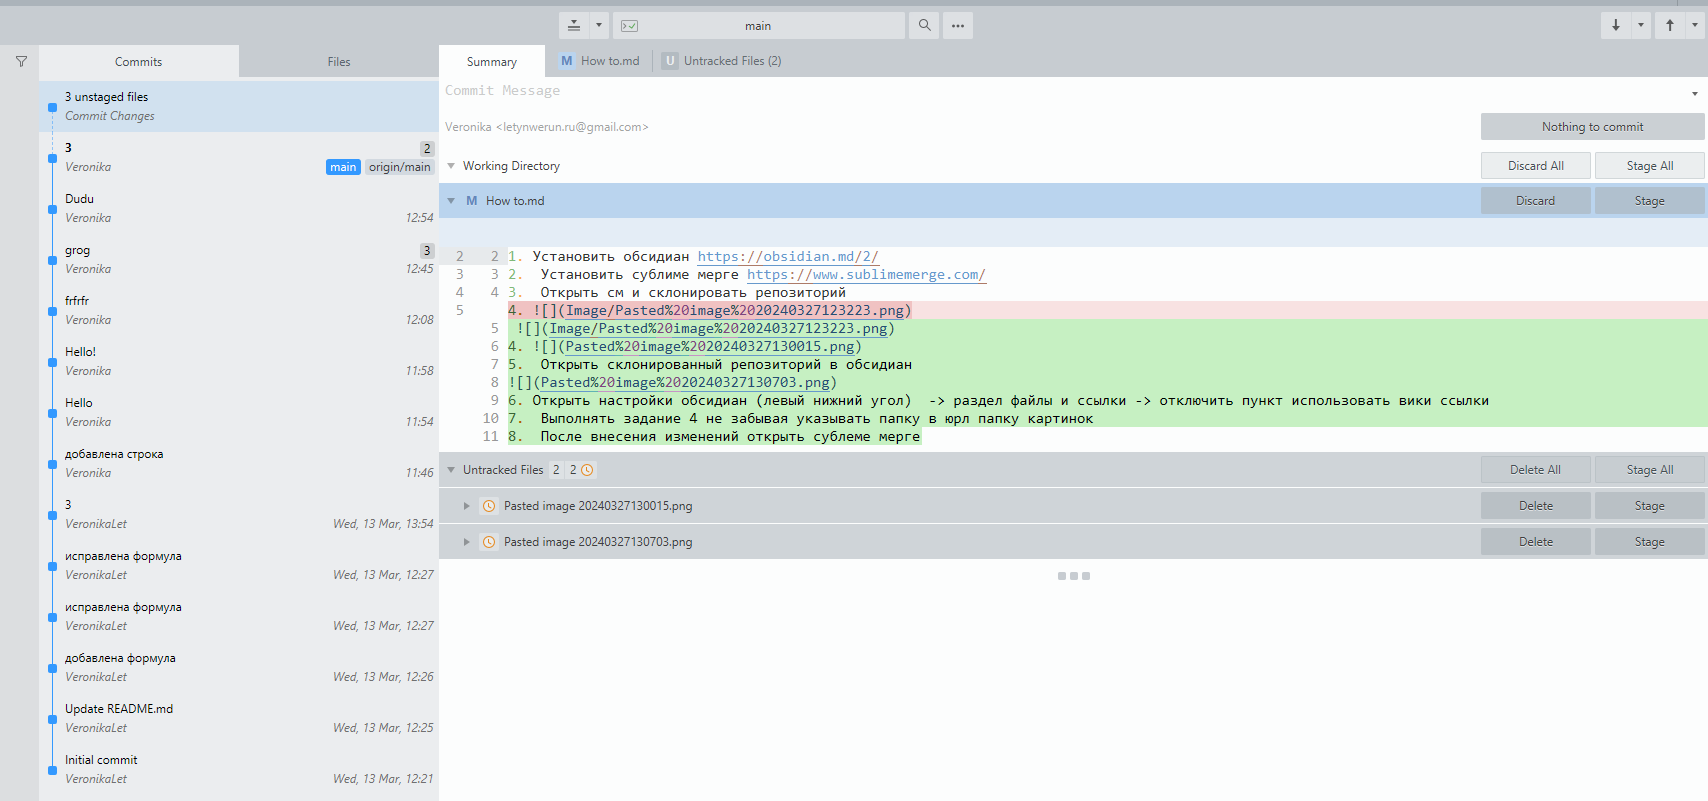 main
Commits
Files
Summary
M How to.md
U Untracked Files (2)
3 unstaged files
Commit Changes
3
2
Veronika
main
origin/main
Dudu
Veronika
12:54
grog
3
Veronika
12:45
frfrfr
Veronika
12:08
Hello!
Veronika
11:58
Hello
Veronika
11:54
добавлена строка
Veronika
11:46
3
VeronikaLet
Wed, 13 Mar, 13:54
исправлена формула
VeronikaLet
Wed, 13 Mar, 12:27
исправлена формула
VeronikaLet
Wed, 13 Mar, 12:27
добавлена формула
VeronikaLet
Wed, 13 Mar, 12:26
Update README.md
VeronikaLet
Wed, 13 Mar, 12:25
Initial commit
VeronikaLet
Wed, 13 Mar, 12:21
Commit Message
Veronika <letynwerun.ru@gmail.com>
Nothing to commit
Working Directory
Discard All
Stage All
M How to.md
Discard
Stage
2 2 1. Установить обсидиан https://obsidian.md/2/
3 3 2. Установить сублиме мерге https://www.sublimemerge.com/
4 4 3. Открыть см и склонировать репозиторий
5 4. ![](Image/Pasted%20image%2020240327123223.png)
5 ![](Image/Pasted%20image%2020240327123223.png)
6 4. ![](Pasted%20image%2020240327130015.png)
7 5. Открыть склонированный репозиторий в обсидиан
8 ![](Pasted%20image%2020240327130703.png)
9 6. Открыть настройки обсидиан (левый нижний угол) -> раздел файлы и ссылки -> отключить пункт использовать вики ссылки
10 7. Выполнять задание 4 не забывая указывать папку в юрл папку картинок
11 8. После внесения изменений открыть сублеме мерге
Untracked Files 2 2
Delete All
Stage All
Pasted image 20240327130015.png
Delete
Stage
Pasted image 20240327130703.png
Delete
Stage